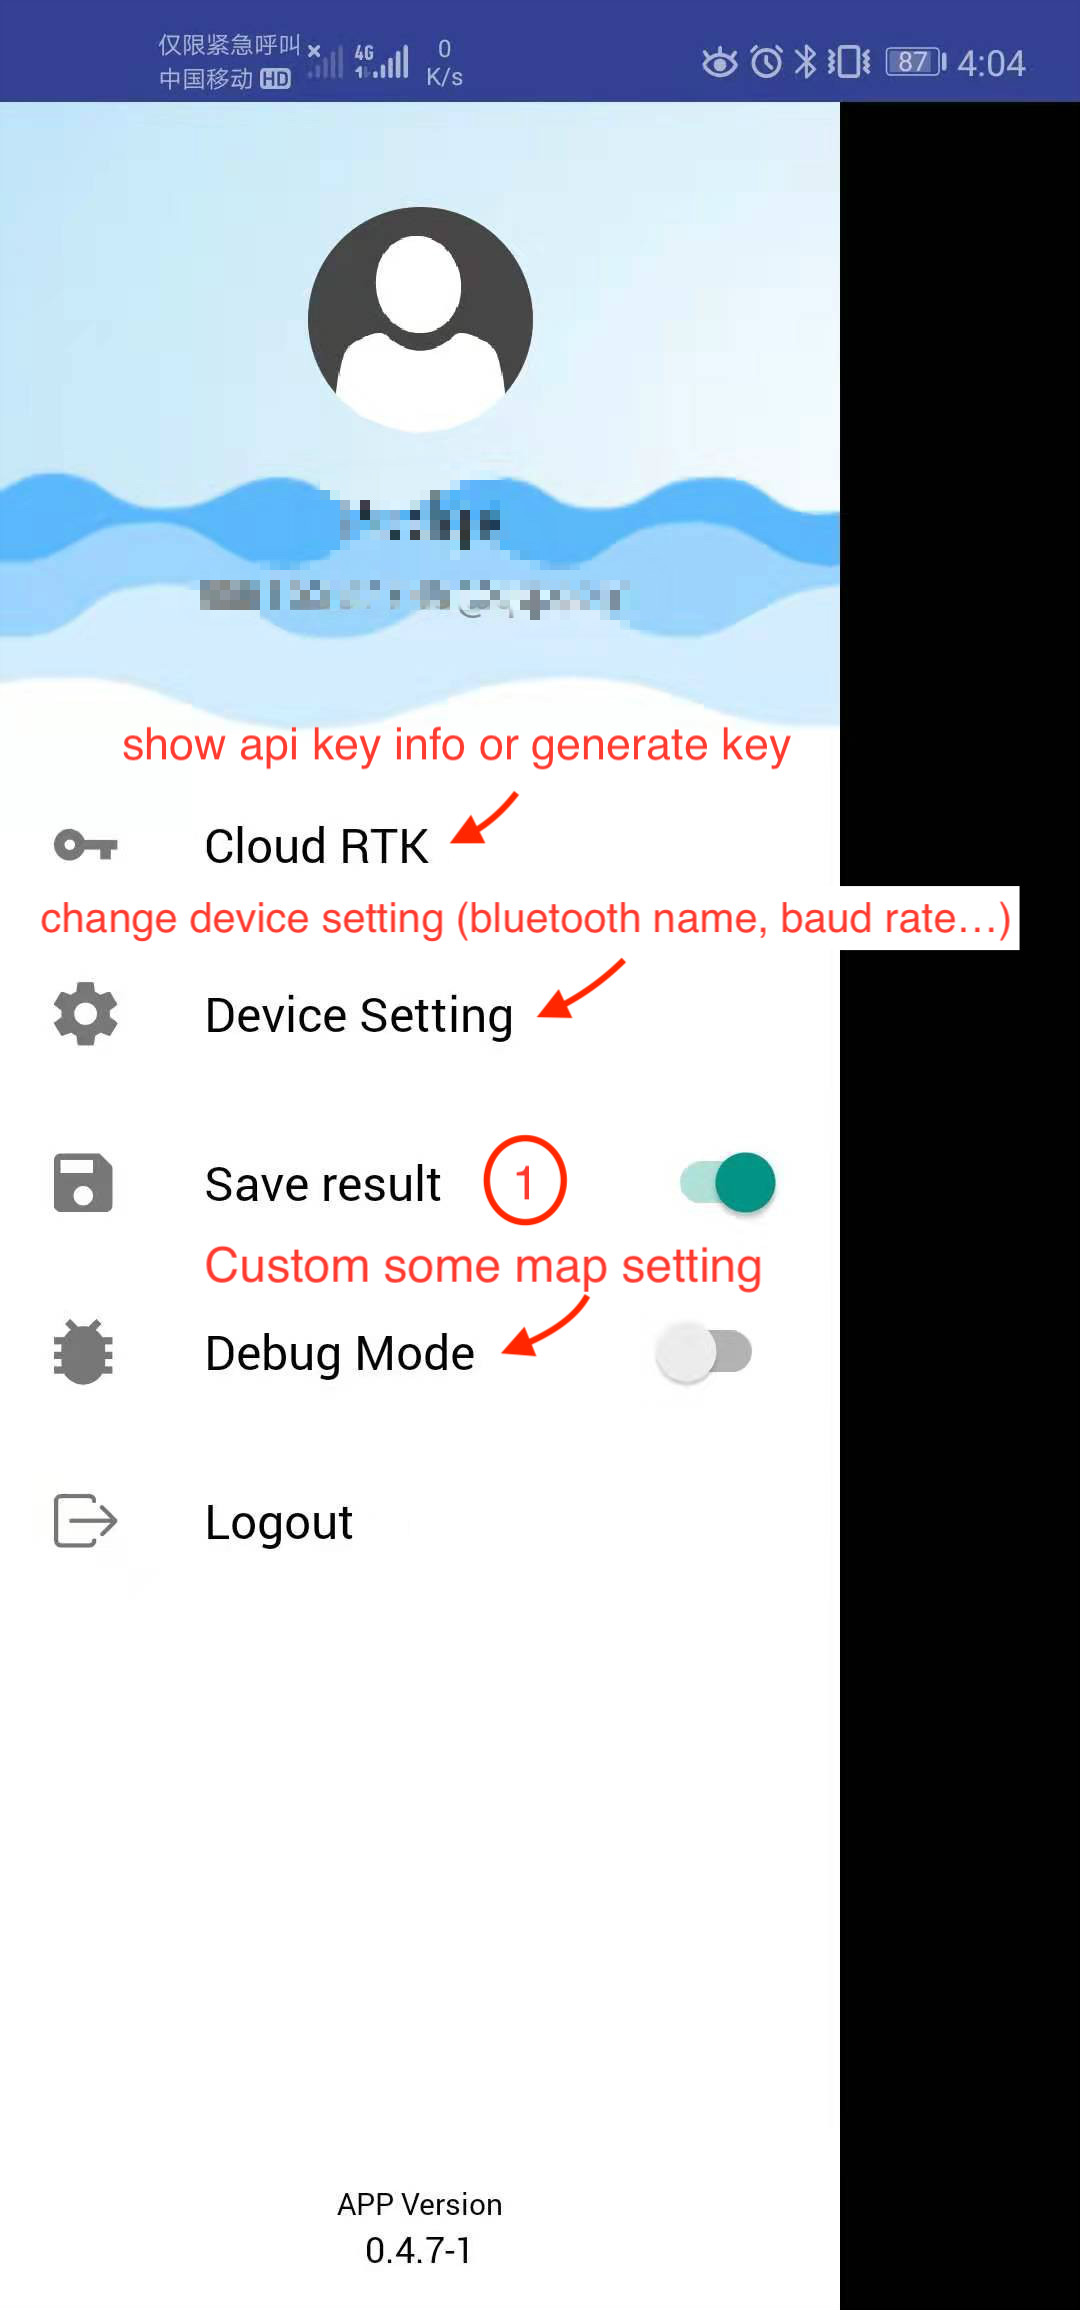 仅限紧急呼叫
中国移动 HD
4G
0
K/s
87
4:04
show api key info or generate key
Cloud RTK
change device setting (bluetooth name, baud rate…)
Device Setting
Save result
1
Custom some map setting
Debug Mode
Logout
APP Version
0.4.7-1